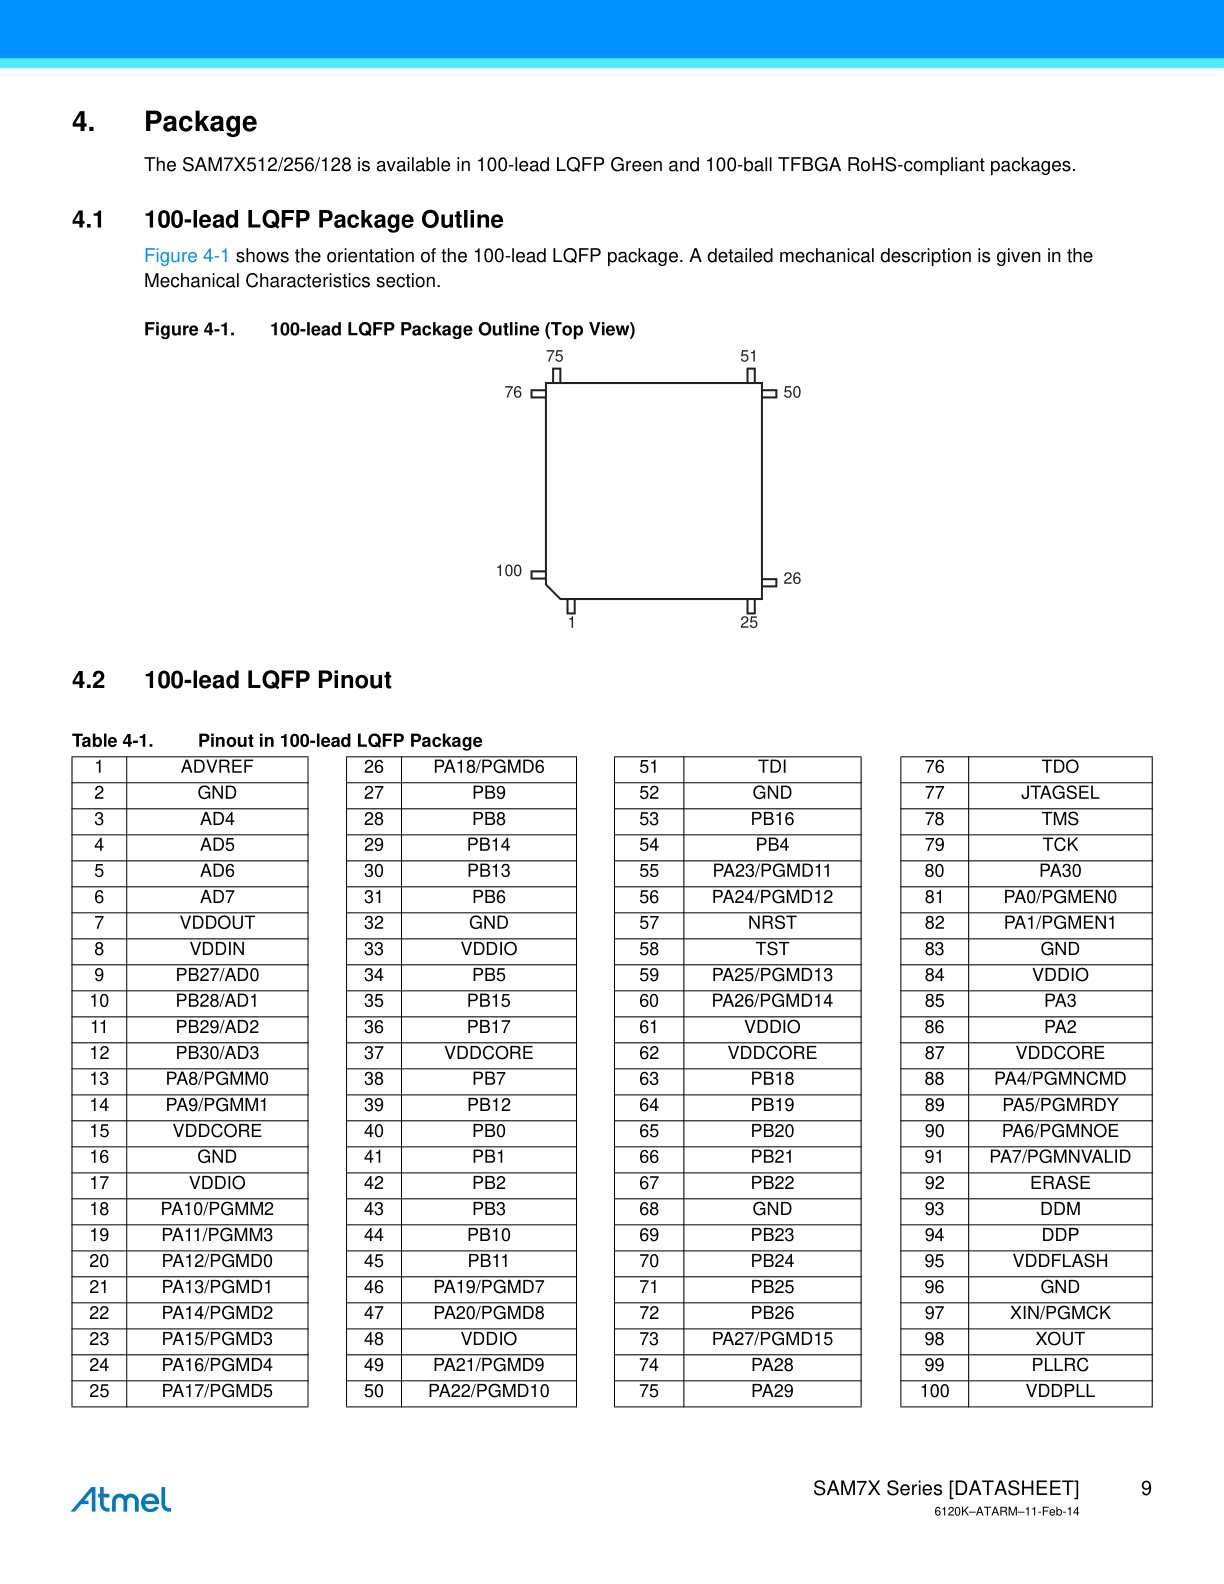 4. Package
The SAM7X512/256/128 is available in 100-lead LQFP Green and 100-ball TFBGA RoHS-compliant packages.
4.1 100-lead LQFP Package Outline
Figure 4-1 shows the orientation of the 100-lead LQFP package. A detailed mechanical description is given in the
Mechanical Characteristics section.
Figure 4-1. 100-lead LQFP Package Outline (Top View)
75 51
76 50
100 26
1 25
4.2 100-lead LQFP Pinout
Table 4-1. Pinout in 100-lead LQFP Package
1 ADVREF 26 PA18/PGMD6 51 TDI 76 TDO
2 GND 27 PB9 52 GND 77 JTAGSEL
3 AD4 28 PB8 53 PB16 78 TMS
4 AD5 29 PB14 54 PB4 79 TCK
5 AD6 30 PB13 55 PA23/PGMD11 80 PA30
6 AD7 31 PB6 56 PA24/PGMD12 81 PA0/PGMEN0
7 VDDOUT 32 GND 57 NRST 82 PA1/PGMEN1
8 VDDIN 33 VDDIO 58 TST 83 GND
9 PB27/AD0 34 PB5 59 PA25/PGMD13 84 VDDIO
10 PB28/AD1 35 PB15 60 PA26/PGMD14 85 PA3
11 PB29/AD2 36 PB17 61 VDDIO 86 PA2
12 PB30/AD3 37 VDDCORE 62 VDDCORE 87 VDDCORE
13 PA8/PGMM0 38 PB7 63 PB18 88 PA4/PGMNCMD
14 PA9/PGMM1 39 PB12 64 PB19 89 PA5/PGMRDY
15 VDDCORE 40 PB0 65 PB20 90 PA6/PGMNOE
16 GND 41 PB1 66 PB21 91 PA7/PGMNVALID
17 VDDIO 42 PB2 67 PB22 92 ERASE
18 PA10/PGMM2 43 PB3 68 GND 93 DDM
19 PA11/PGMM3 44 PB10 69 PB23 94 DDP
20 PA12/PGMD0 45 PB11 70 PB24 95 VDDFLASH
21 PA13/PGMD1 46 PA19/PGMD7 71 PB25 96 GND
22 PA14/PGMD2 47 PA20/PGMD8 72 PB26 97 XIN/PGMCK
23 PA15/PGMD3 48 VDDIO 73 PA27/PGMD15 98 XOUT
24 PA16/PGMD4 49 PA21/PGMD9 74 PA28 99 PLLRC
25 PA17/PGMD5 50 PA22/PGMD10 75 PA29 100 VDDPLL
Atmel
SAM7X Series [DATASHEET] 9
6120K–ATARM–11-Feb-14